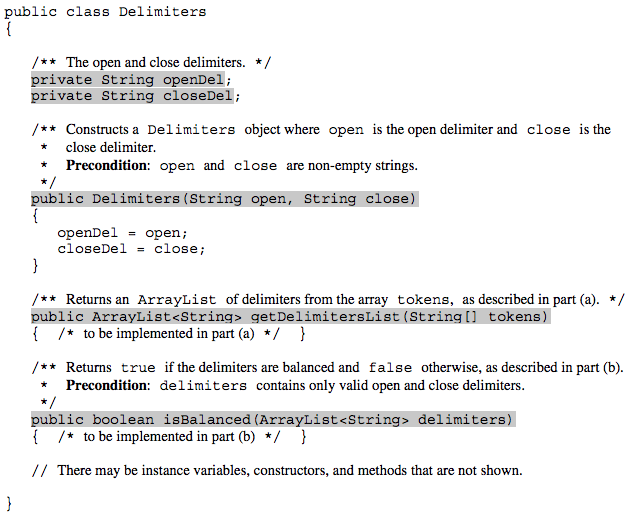 public class Delimiters
{
/** The open and close delimiters. */
private String openDel;
private String closeDel;
/** Constructs a Delimiters object where open is the open delimiter and close is the
* close delimiter.
* Precondition: open and close are non-empty strings.
*/
public Delimiters(String open, String close)
{
openDel = open;
closeDel = close;
}
/** Returns an ArrayList of delimiters from the array tokens, as described in part (a). */
public ArrayList<String> getDelimitersList(String[] tokens)
{ /* to be implemented in part (a) */ }
/** Returns true if the delimiters are balanced and false otherwise, as described in part (b).
* Precondition: delimiters contains only valid open and close delimiters.
*/
public boolean isBalanced(ArrayList<String> delimiters)
{ /* to be implemented in part (b) */ }
// There may be instance variables, constructors, and methods that are not shown.
}